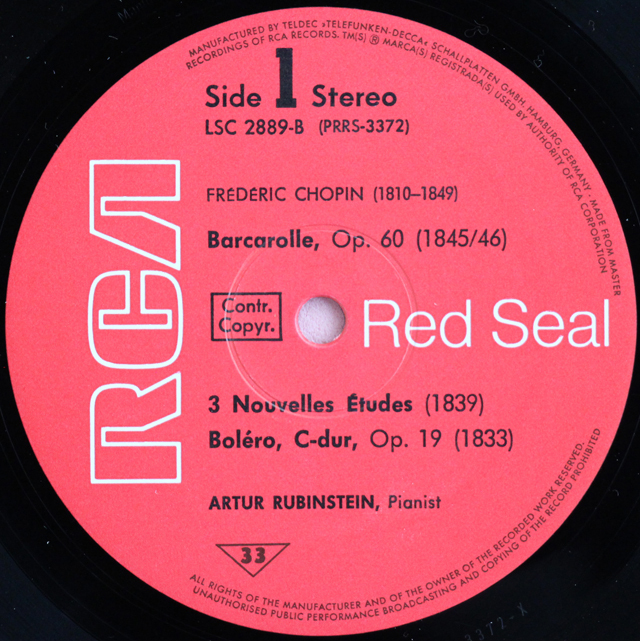 MANUFACTURED BY TELDEC »TELEFUNKEN-DECCA« SCHALLPLATTEN GMBH, HAMBURG, GERMANY · MADE FROM MASTER
RECORDINGS OF RCA RECORDS. TM(S) ® MARCA(S) REGISTRADA(S) USED BY AUTHORITY OF RCA CORPORATION
Side 1 Stereo
LSC 2889-B (PRRS-3372)
FRÉDÉRIC CHOPIN (1810–1849)
Barcarolle, Op. 60 (1845/46)
RCA
Contr.
Copyr.
Red Seal
3 Nouvelles Études (1839)
Boléro, C-dur, Op. 19 (1833)
ARTUR RUBINSTEIN, Pianist
33
ALL RIGHTS OF THE MANUFACTURER AND OF THE OWNER OF THE RECORDED WORK RESERVED.
UNAUTHORISED PUBLIC PERFORMANCE BROADCASTING AND COPYING OF THE RECORD PROHIBITED